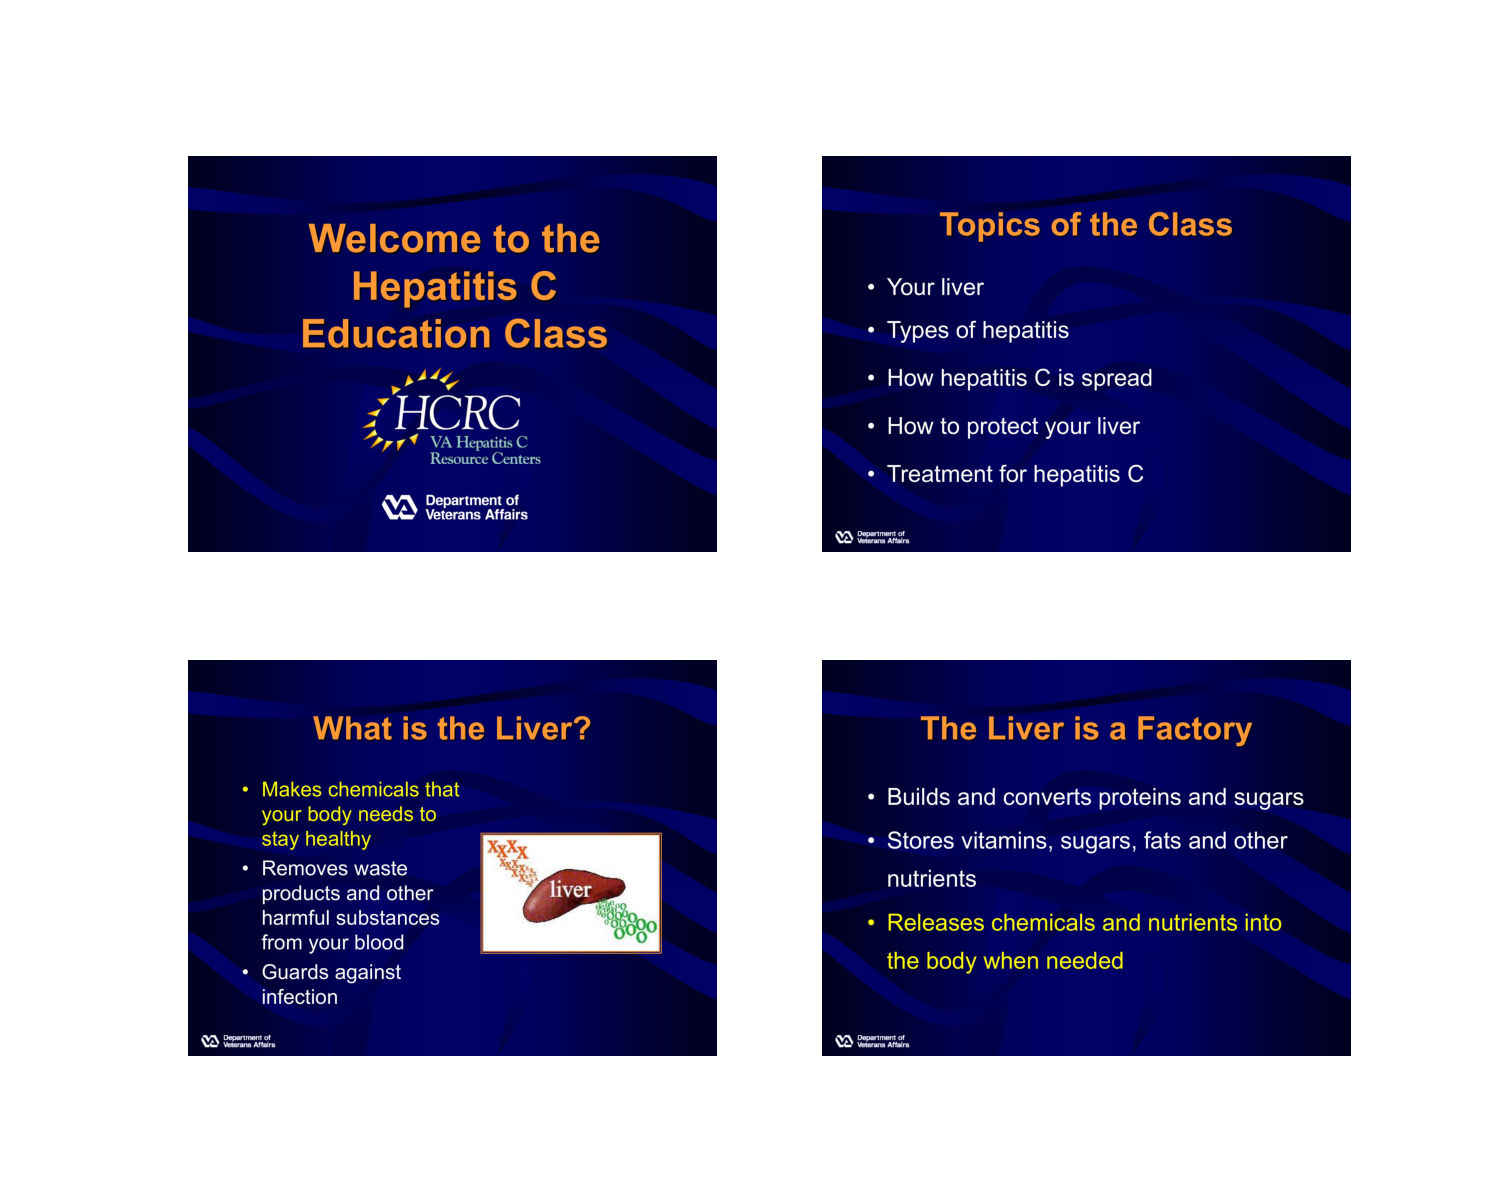 Welcome to the
Hepatitis C
Education Class
HCRC
VA Hepatitis C
Resource Centers
VA
Department of
Veterans Affairs
Topics of the Class
• Your liver
• Types of hepatitis
• How hepatitis C is spread
• How to protect your liver
• Treatment for hepatitis C
VA
Department of
Veterans Affairs
What is the Liver?
• Makes chemicals that
your body needs to
stay healthy
• Removes waste
products and other
harmful substances
from your blood
• Guards against
infection
XXXX
liver
VA
Department of
Veterans Affairs
The Liver is a Factory
• Builds and converts proteins and sugars
• Stores vitamins, sugars, fats and other
nutrients
• Releases chemicals and nutrients into
the body when needed
VA
Department of
Veterans Affairs